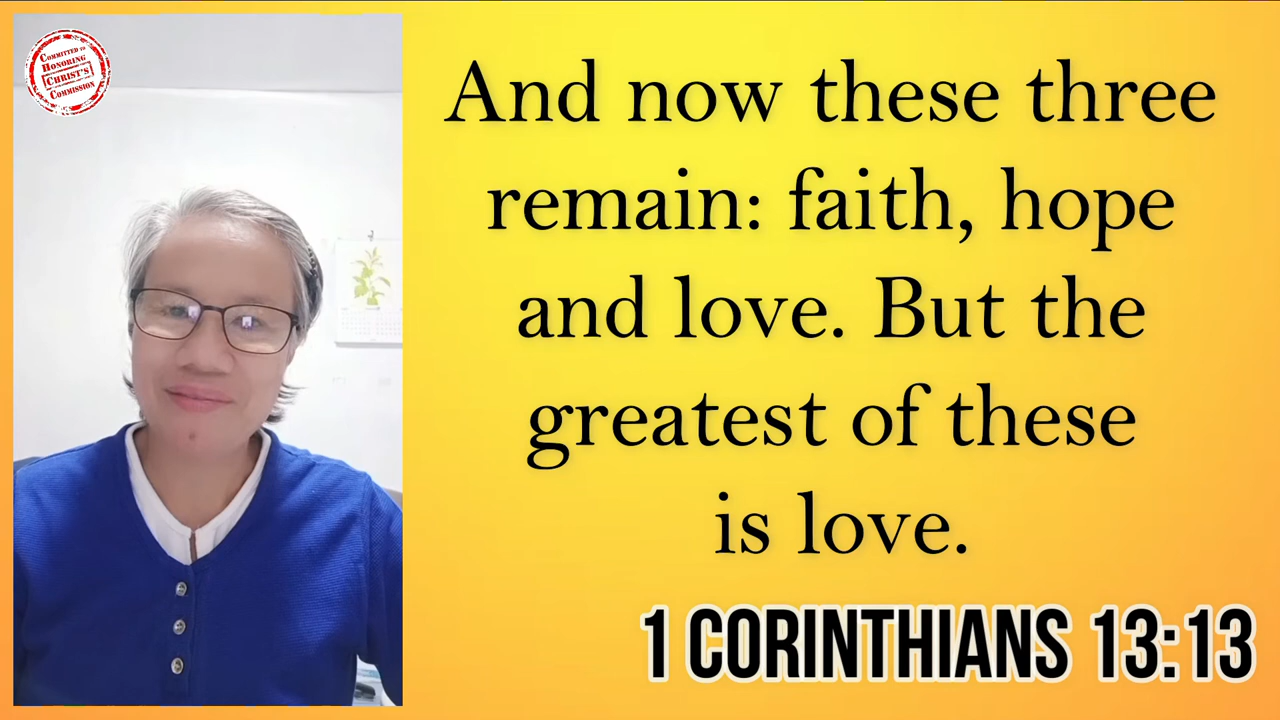 COMMITTED TO
HONORING
CHRIST'S
COMMISSION
And now these three
remain: faith, hope
and love. But the
greatest of these
is love.
1 CORINTHIANS 13:13